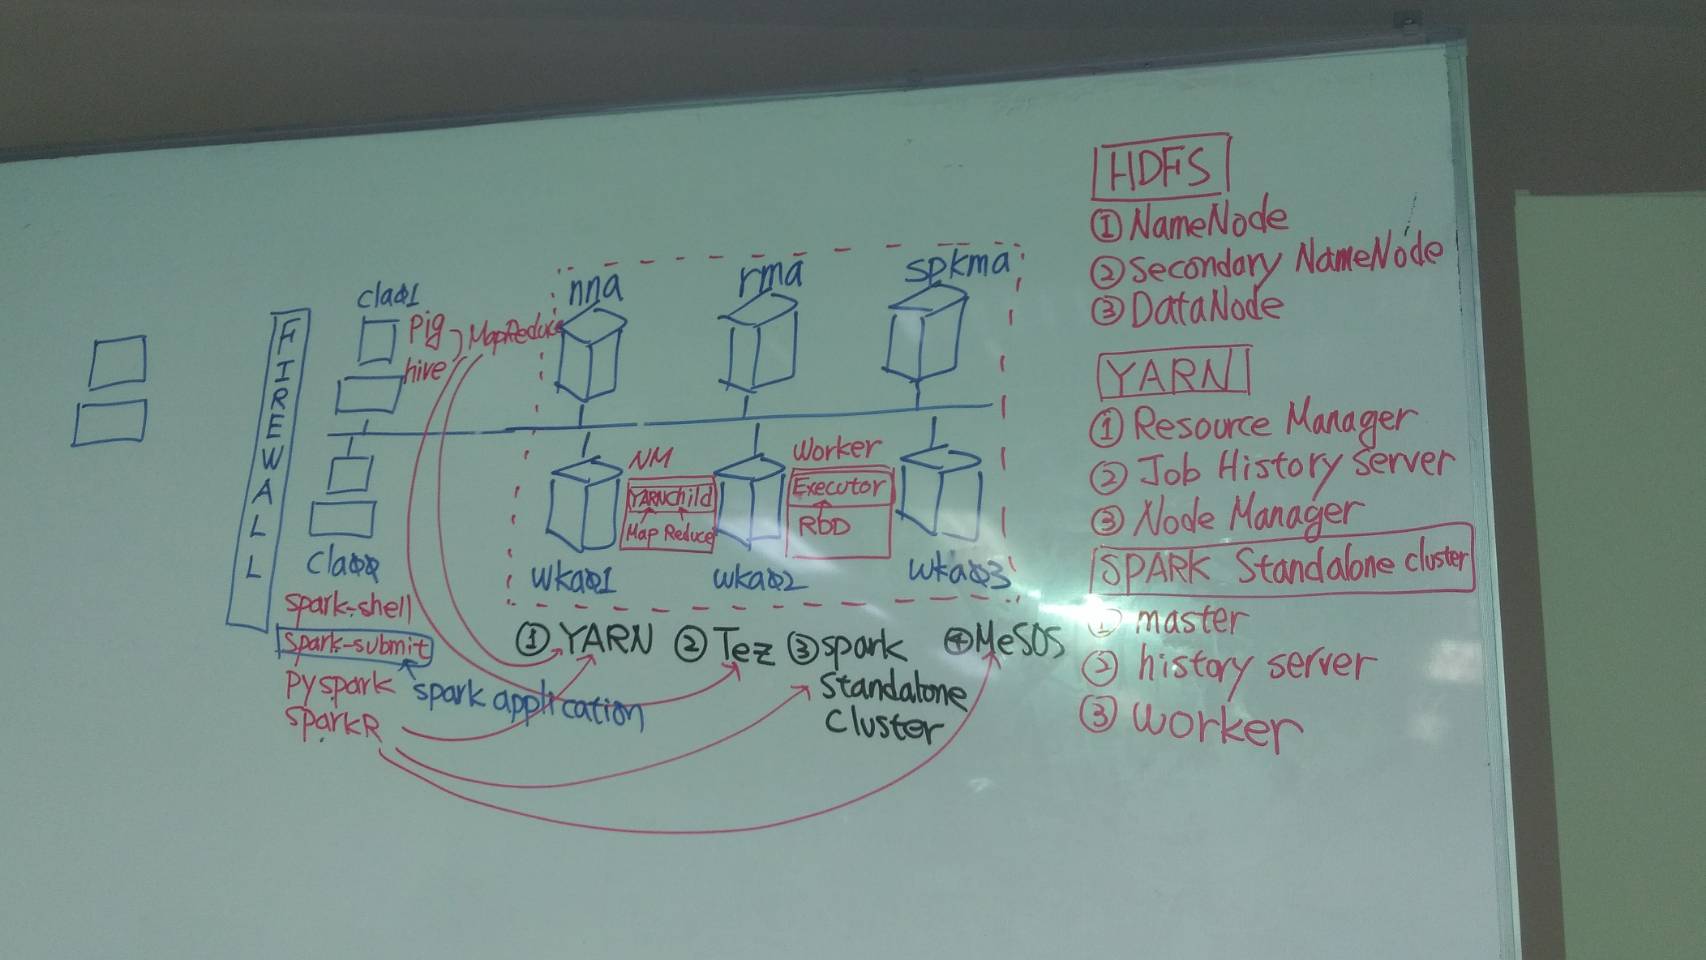 FIREWALL
cla01
Pig
hive
MapReduce
nna
rma
spkma
NM
YARNChild
Map Reduce
Worker
Executor
RDD
wka01
wka02
wka03
spark-shell
Spark-submit
Pyspark
SparkR
spark application
① YARN ② Tez ③ spark
Standalone
Cluster
④ MeSOS
HDFS
① NameNode
② Secondary NameNode
③ DataNode
YARN
① Resource Manager
② Job History Server
③ Node Manager
SPARK Standalone cluster
① master
② history server
③ worker